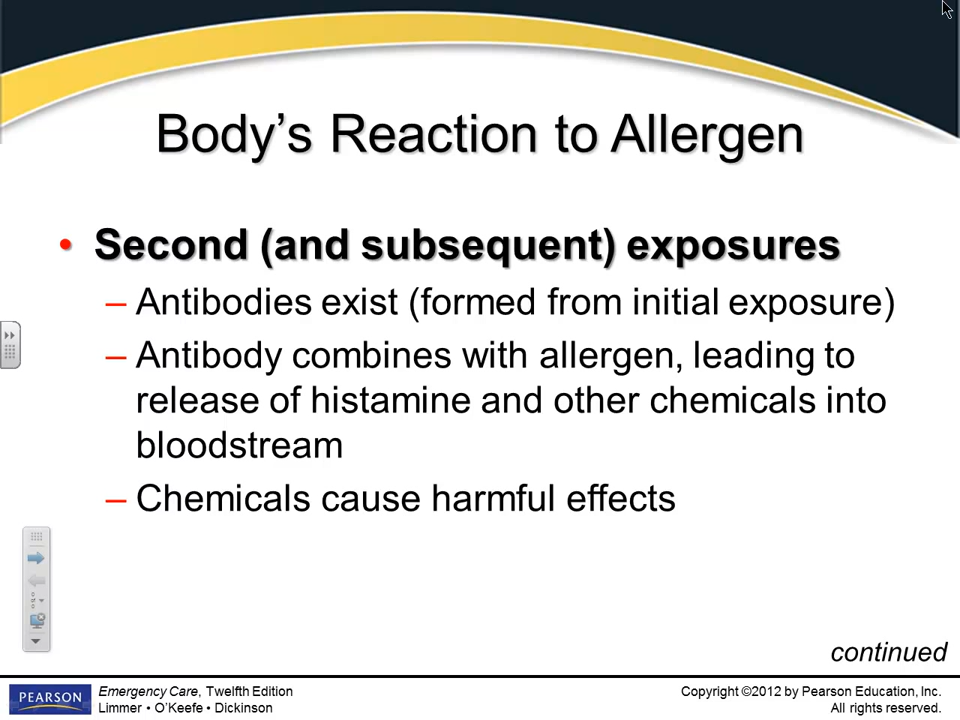 Body’s Reaction to Allergen
• Second (and subsequent) exposures
– Antibodies exist (formed from initial exposure)
– Antibody combines with allergen, leading to
release of histamine and other chemicals into
bloodstream
– Chemicals cause harmful effects
continued
PEARSON
Emergency Care, Twelfth Edition
Limmer • O’Keefe • Dickinson
Copyright ©2012 by Pearson Education, Inc.
All rights reserved.